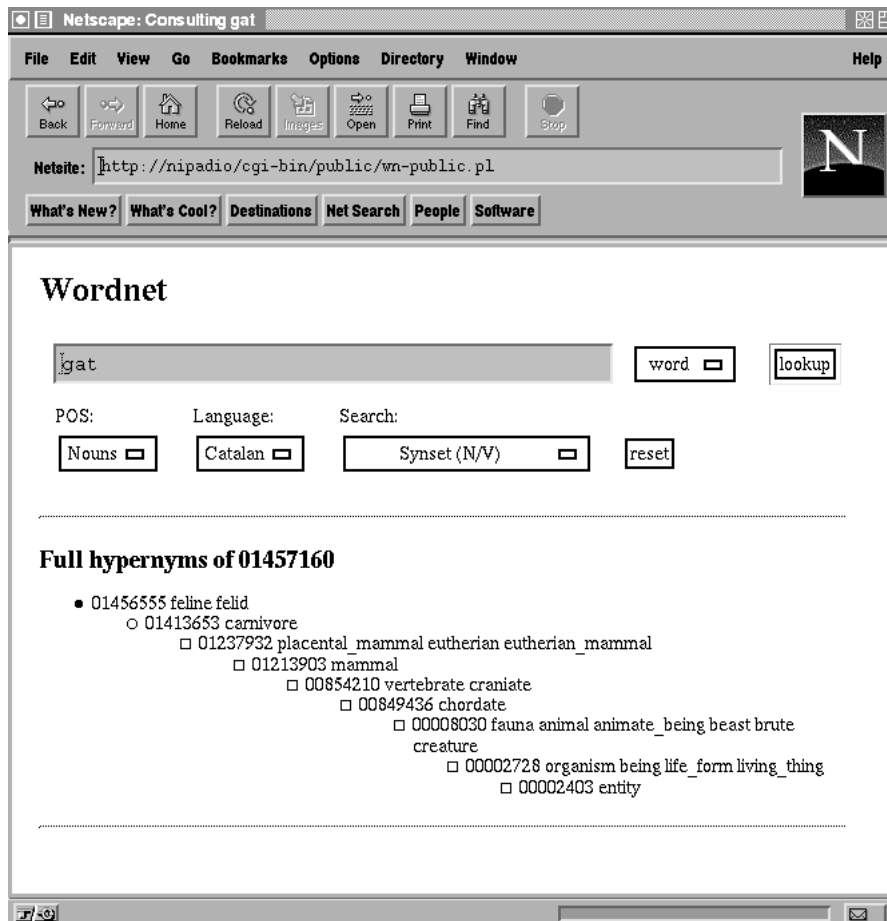 Netscape: Consulting gat
File Edit View Go Bookmarks Options Directory Window Help
Back Forward Home Reload Images Open Print Find Stop
N
Netsite: http://nipadio/cgi-bin/public/wn-public.pl
What's New? What's Cool? Destinations Net Search People Software
Wordnet
gat word lookup
POS: Language: Search:
Nouns Catalan Synset (N/V) reset
Full hypernyms of 01457160
01456555 feline felid
01413653 carnivore
01237932 placental_mammal eutherian eutherian_mammal
01213903 mammal
00854210 vertebrate craniate
00849436 chordate
00008030 fauna animal animate_being beast brute
creature
00002728 organism being life_form living_thing
00002403 entity